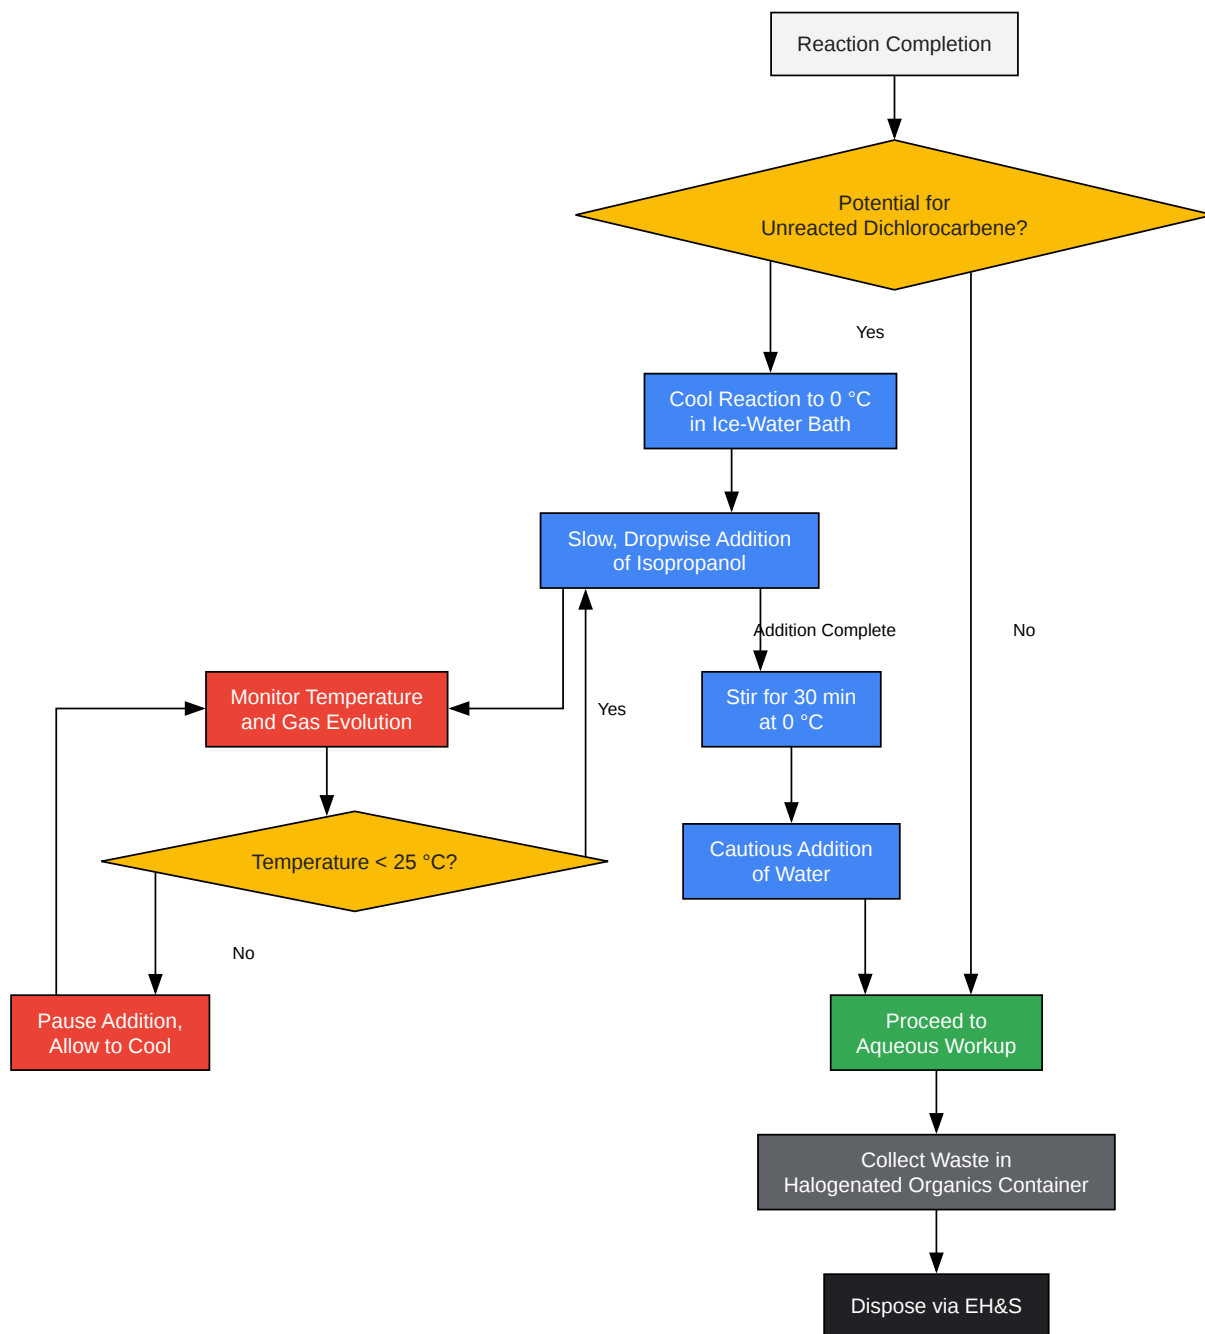 Reaction Completion
Potential for
Unreacted Dichlorocarbene?
Yes
Cool Reaction to 0 °C
in Ice-Water Bath
Slow, Dropwise Addition
of Isopropanol
Addition Complete
No
Monitor Temperature
and Gas Evolution
Yes
Stir for 30 min
at 0 °C
Temperature < 25 °C?
Cautious Addition
of Water
No
Pause Addition,
Allow to Cool
Proceed to
Aqueous Workup
Collect Waste in
Halogenated Organics Container
Dispose via EH&S